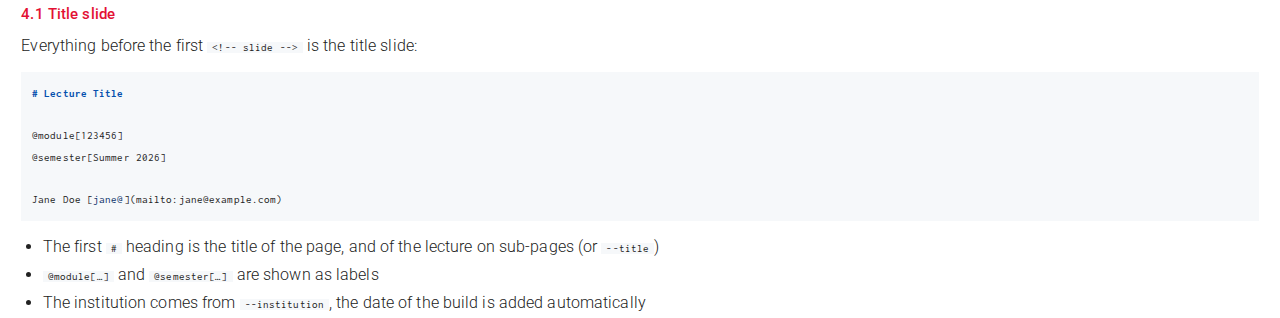 4.1 Title slide
Everything before the first <!-- slide --> is the title slide:
# Lecture Title
@module[123456]
@semester[Summer 2026]
Jane Doe [jane@](mailto:jane@example.com)
• The first # heading is the title of the page, and of the lecture on sub-pages (or --title)
• @module[…] and @semester[…] are shown as labels
• The institution comes from --institution, the date of the build is added automatically